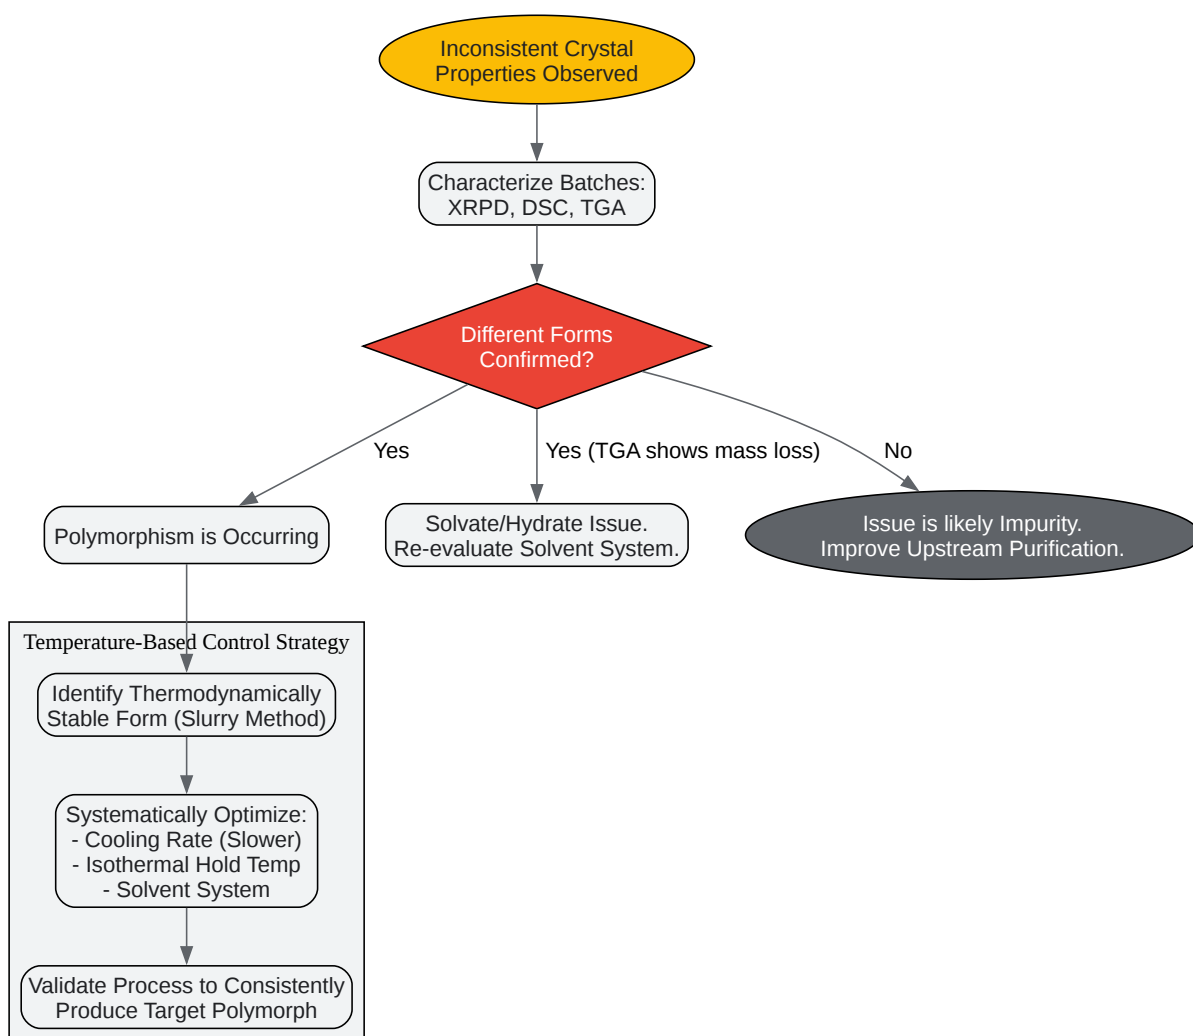 Inconsistent Crystal
Properties Observed
Characterize Batches:
XRPD, DSC, TGA
Different Forms
Confirmed?
Yes
Yes (TGA shows mass loss)
No
Polymorphism is Occurring
Solvate/Hydrate Issue.
Re-evaluate Solvent System.
Issue is likely Impurity.
Improve Upstream Purification.
Temperature-Based Control Strategy
Identify Thermodynamically
Stable Form (Slurry Method)
Systematically Optimize:
- Cooling Rate (Slower)
- Isothermal Hold Temp
- Solvent System
Validate Process to Consistently
Produce Target Polymorph